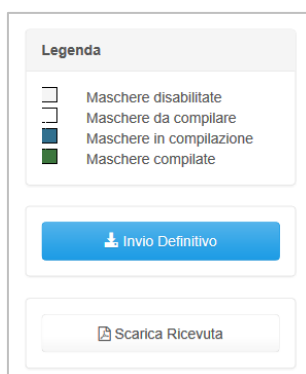 Legenda
Maschere disabilitate
Maschere da compilare
Maschere in compilazione
Maschere compilate
Invio Definitivo
Scarica Ricevuta